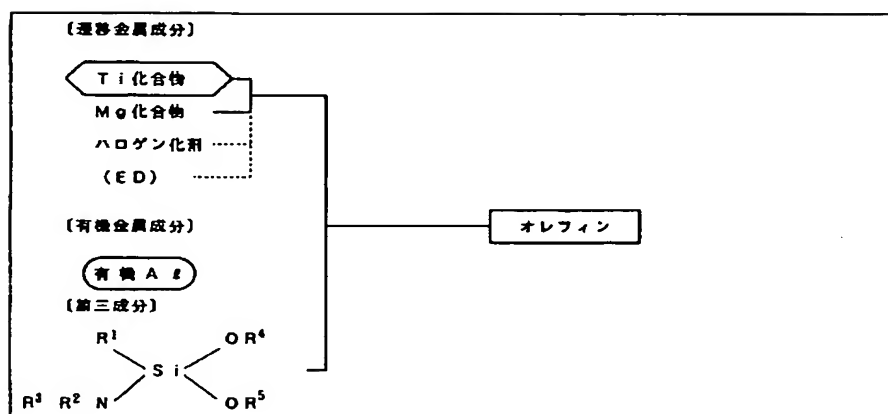 〔遷移金属成分〕
Ti化合物
Mg化合物
ハロゲン化剤
(ED)
〔有機金属成分〕
オレフィン
有機Aℓ
〔第三成分〕
R¹ OR⁴
Si
R³ R² N OR⁵